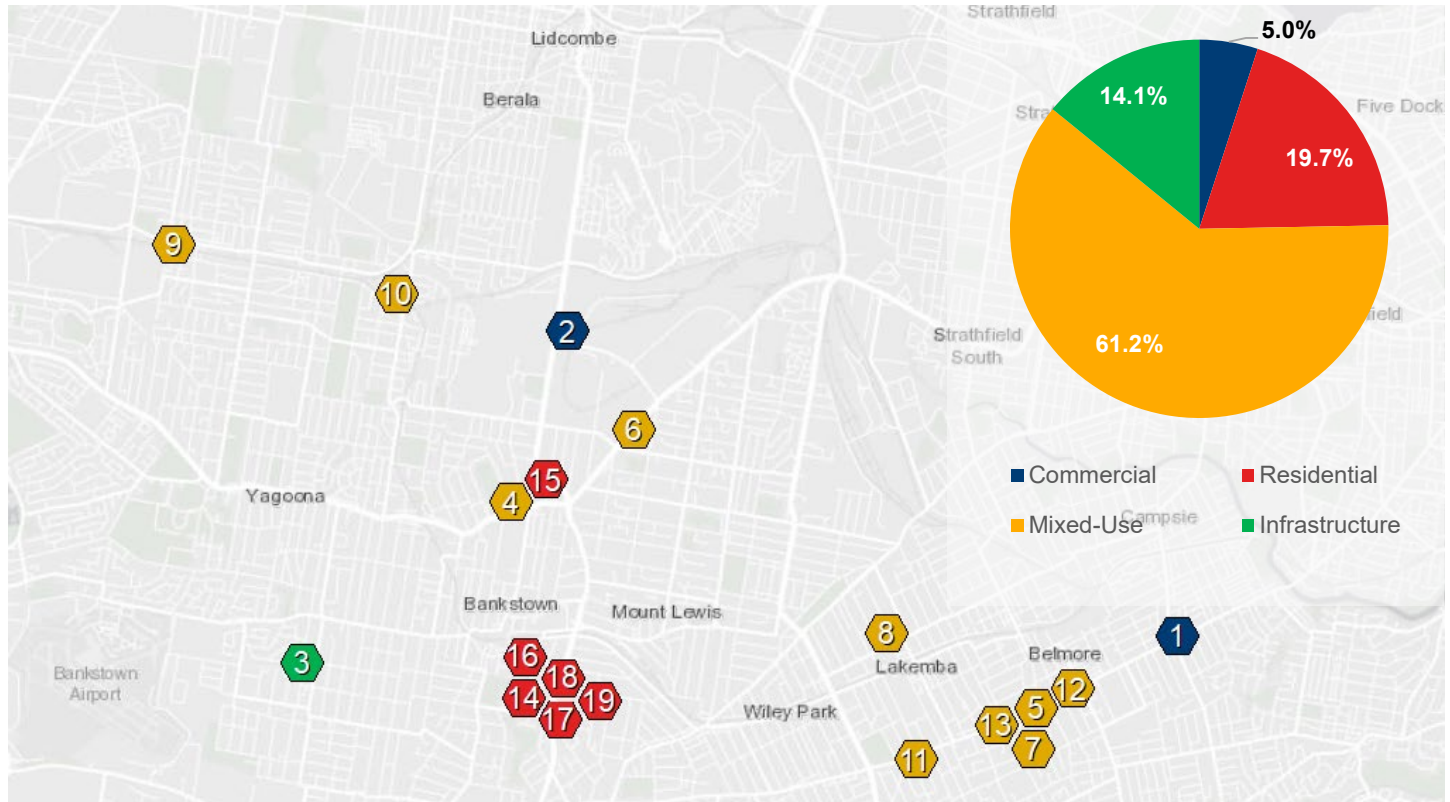 Strathfield
Lidcombe
5.0%
Berala
14.1%
Stra
Five Dock
19.7%
9
10
2
61.2%
field
Strathfield
South
6
15
4
Yagoona
Commercial
Residential
Mixed-Use
Infrastructure
Campsie
Bankstown
Mount Lewis
8
1
Lakemba
Belmore
3
Bankstown
Airport
16
18
14
19
17
Wiley Park
12
5
13
7
11